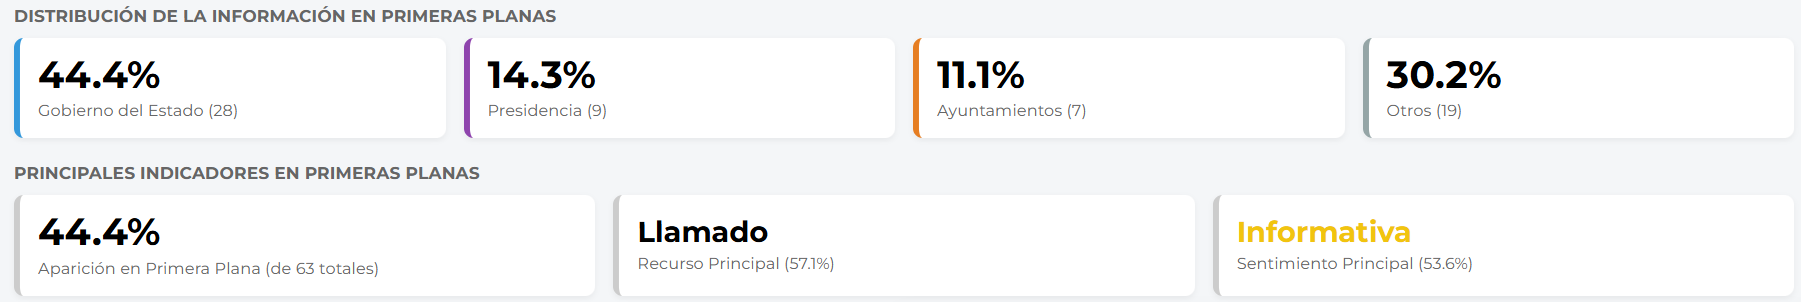 DISTRIBUCIÓN DE LA INFORMACIÓN EN PRIMERAS PLANAS
44.4%
Gobierno del Estado (28)
14.3%
Presidencia (9)
11.1%
Ayuntamientos (7)
30.2%
Otros (19)
PRINCIPALES INDICADORES EN PRIMERAS PLANAS
44.4%
Aparición en Primera Plana (de 63 totales)
Llamado
Recurso Principal (57.1%)
Informativa
Sentimiento Principal (53.6%)